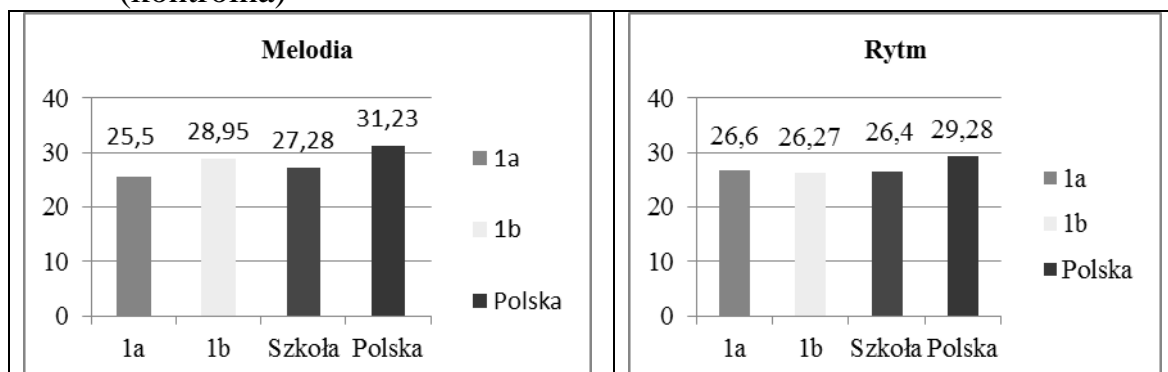 (kontrolna)
Melodia
40
30
20
10
0
25,5
28,95
27,28
31,23
1a
1b
Szkoła
Polska
1a
1b
Polska
Rytm
40
30
20
10
0
26,6
26,27
26,4
29,28
1a
1b
Szkoła
Polska
1a
1b
Polska